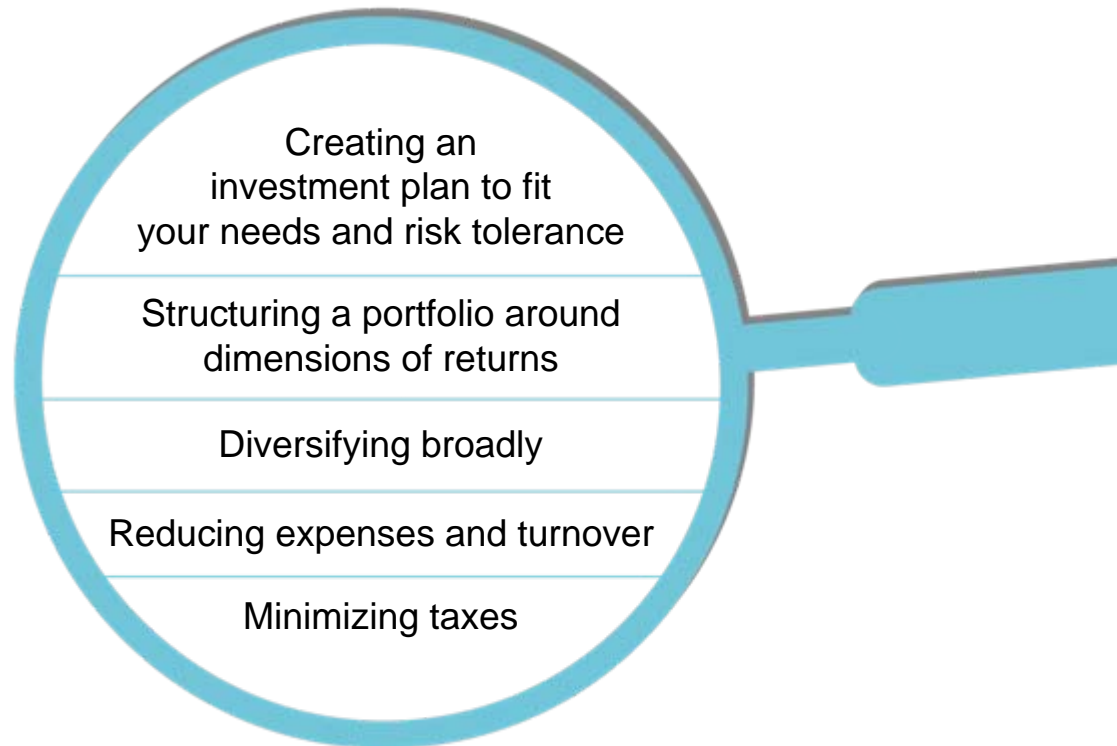 Creating an
investment plan to fit
your needs and risk tolerance
Structuring a portfolio around
dimensions of returns
Diversifying broadly
Reducing expenses and turnover
Minimizing taxes